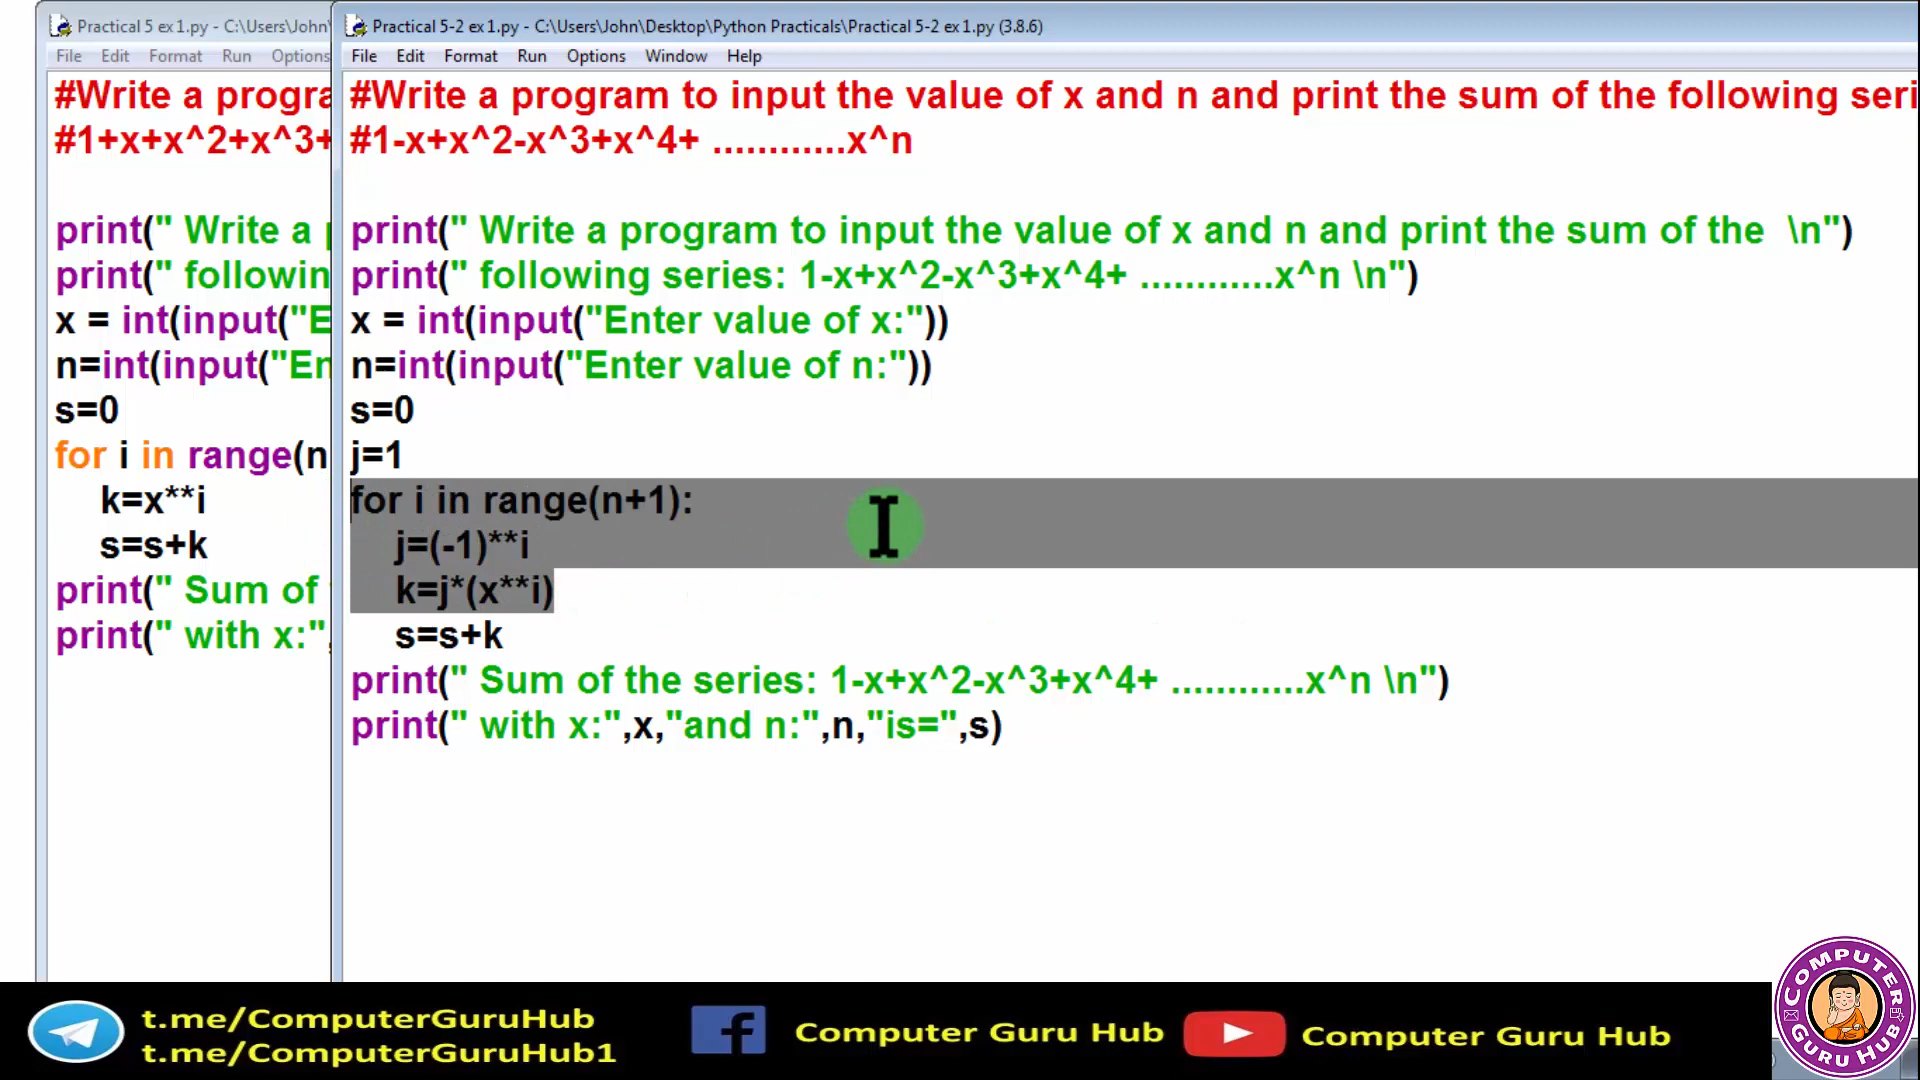 Practical 5 ex1.py - C:\Users\John\
File Edit Format Run Options
#Write a progra
#1+x+x^2+x^3+
print(" Write a p
print(" followin
x = int(input("E
n=int(input("En
s=0
for i in range(n
k=x**i
s=s+k
print(" Sum of
print(" with x:",
Practical 5-2 ex1.py - C:\Users\John\Desktop\Python Practicals\Practical 5-2 ex1.py (3.8.6)
File Edit Format Run Options Window Help
#Write a program to input the value of x and n and print the sum of the following seri
#1-x+x^2-x^3+x^4+ ............x^n
print(" Write a program to input the value of x and n and print the sum of the  \n")
print(" following series: 1-x+x^2-x^3+x^4+ ............x^n \n")
x = int(input("Enter value of x:"))
n=int(input("Enter value of n:"))
s=0
j=1
for i in range(n+1):
j=(-1)**i
k=j*(x**i)
s=s+k
print(" Sum of the series: 1-x+x^2-x^3+x^4+ ............x^n \n")
print(" with x:",x,"and n:",n,"is=",s)
t.me/ComputerGuruHub
t.me/ComputerGuruHub1
Computer Guru Hub
Computer Guru Hub
COMPUTER
GURU HUB